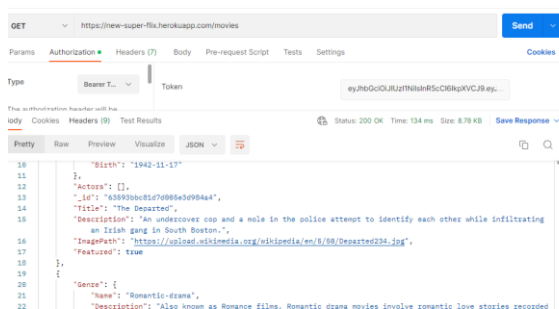 GET https://new-super-flix.herokuapp.com/movies Send
Params Authorization Headers (7) Body Pre-request Script Tests Settings Cookies
Type Bearer T... Token eyJhbGciOiJIUzI1NiIsInR5cCI6IkpXVCJ9.ey...
The authorization header will be
Body Cookies Headers (9) Test Results Status: 200 OK Time: 134 ms Size: 8.78 KB Save Response
Pretty Raw Preview Visualize JSON
10 "Birth": "1942-11-17"
11 },
12 "Actors": [],
13 "_id": "63593bbc81d7d085e3d984a4",
14 "Title": "The Departed",
15 "Description": "An undercover cop and a mole in the police attempt to identify each other while infiltrating
an Irish gang in South Boston.",
16 "ImagePath": "https://upload.wikimedia.org/wikipedia/en/5/50/Departed234.jpg",
17 "Featured": true
18 },
19 {
20 "Genre": {
21 "Name": "Romantic-drama",
22 "Description": "Also known as Romance films. Romantic drama movies involve romantic love stories recorded